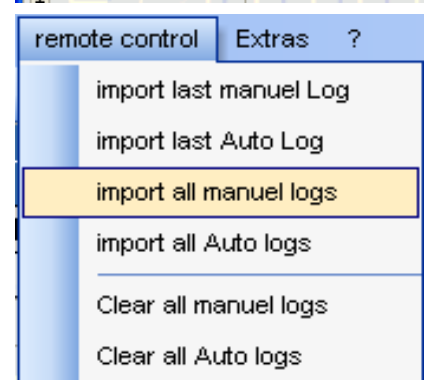 remote control Extras ?
import last manuel Log
import last Auto Log
import all manuel logs
import all Auto logs
Clear all manuel logs
Clear all Auto logs